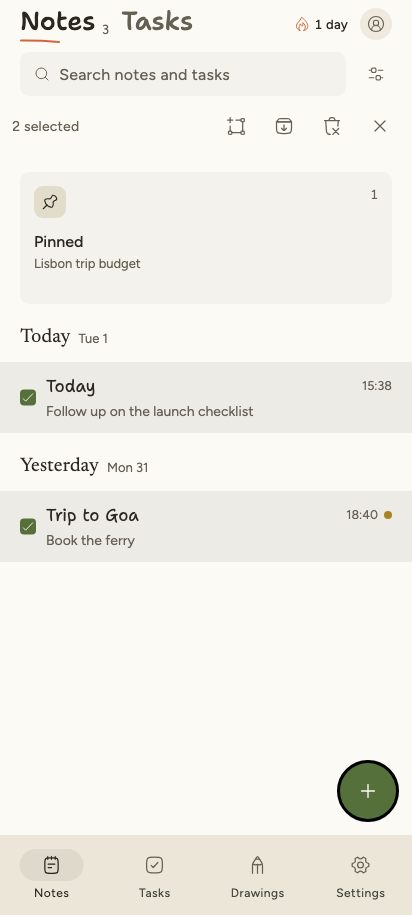 Notes 3 Tasks 1 day
Search notes and tasks
2 selected
1
Pinned
Lisbon trip budget
Today Tue 1
Today 15:38
Follow up on the launch checklist
Yesterday Mon 31
Trip to Goa 18:40
Book the ferry
Notes Tasks Drawings Settings